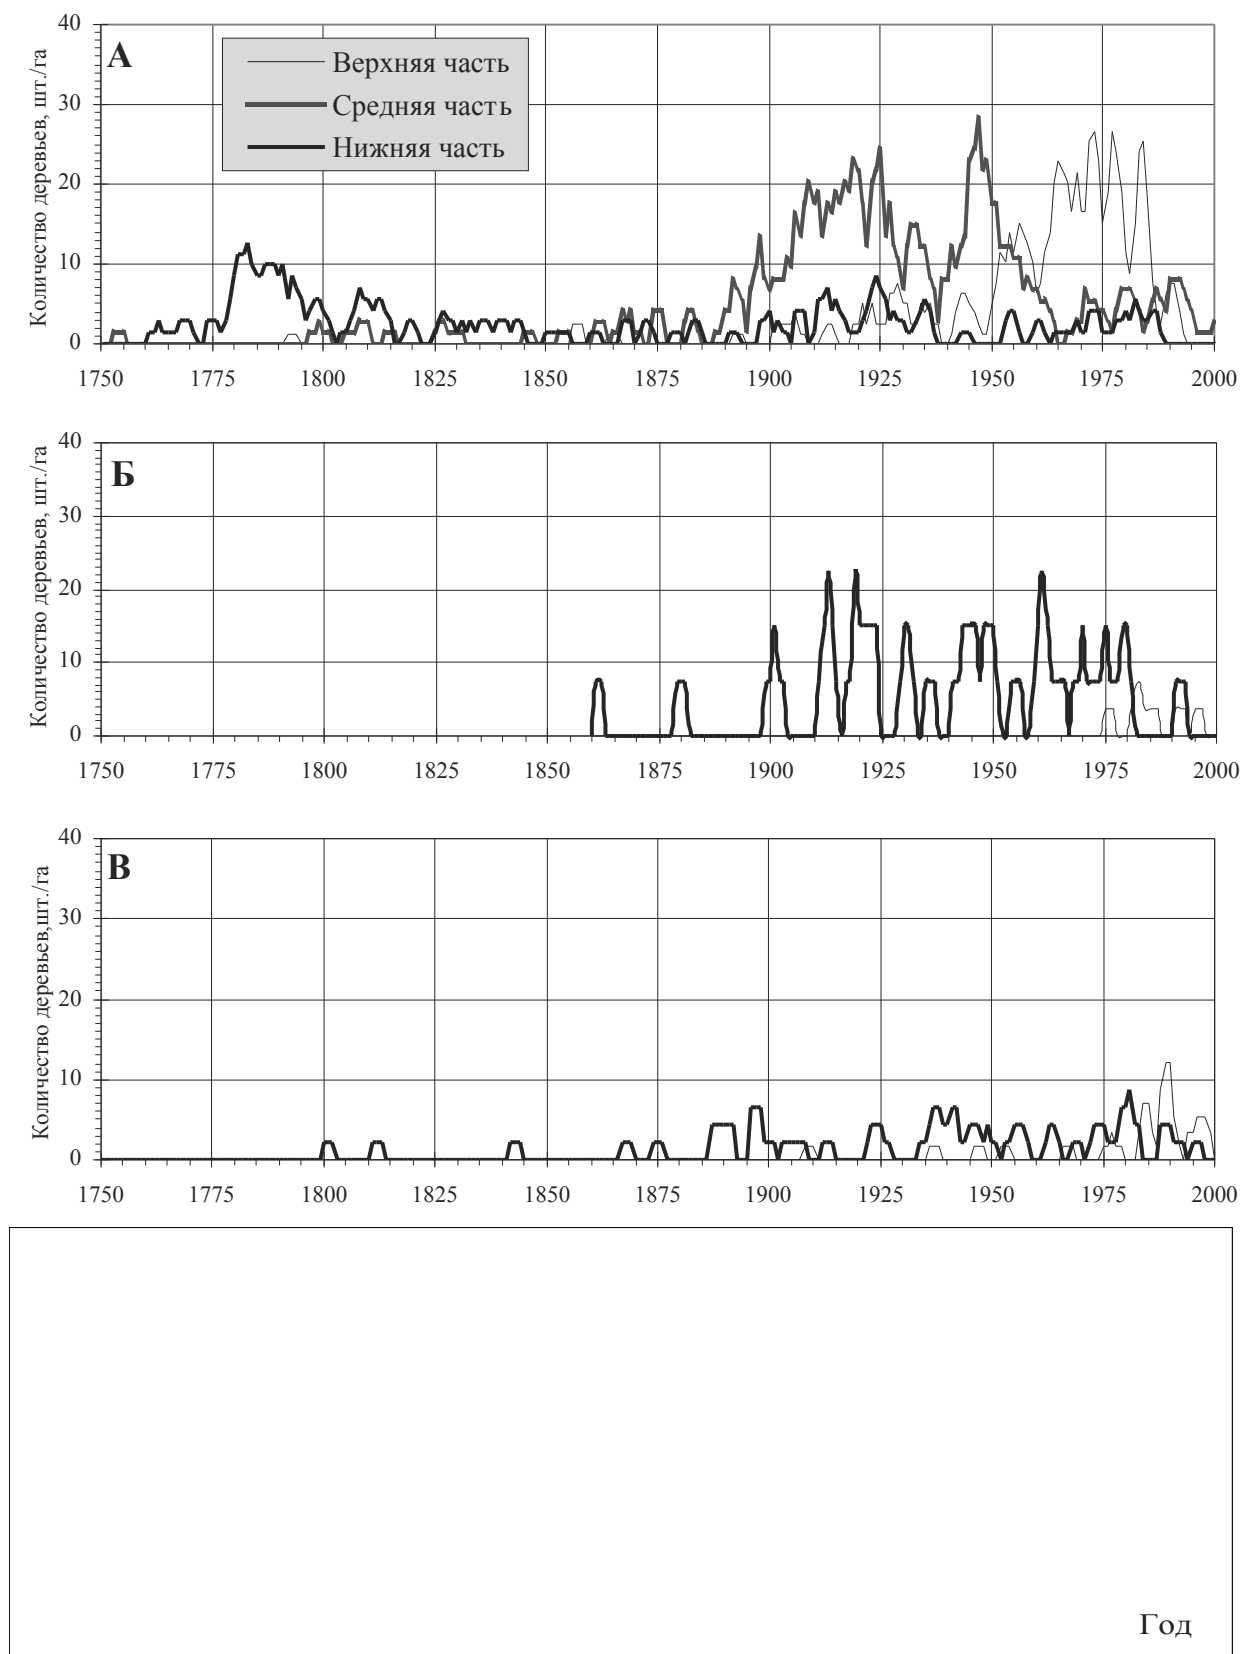 40
А
Верхняя часть
30
Средняя часть
Нижняя часть
20
10
0
Количество деревьев, шт./га
1750 1775 1800 1825 1850 1875 1900 1925 1950 1975 2000
40
Б
30
20
10
0
Количество деревьев, шт./га
1750 1775 1800 1825 1850 1875 1900 1925 1950 1975 2000
40
В
30
20
10
0
Количество деревьев,шт./га
1750 1775 1800 1825 1850 1875 1900 1925 1950 1975 2000
Год